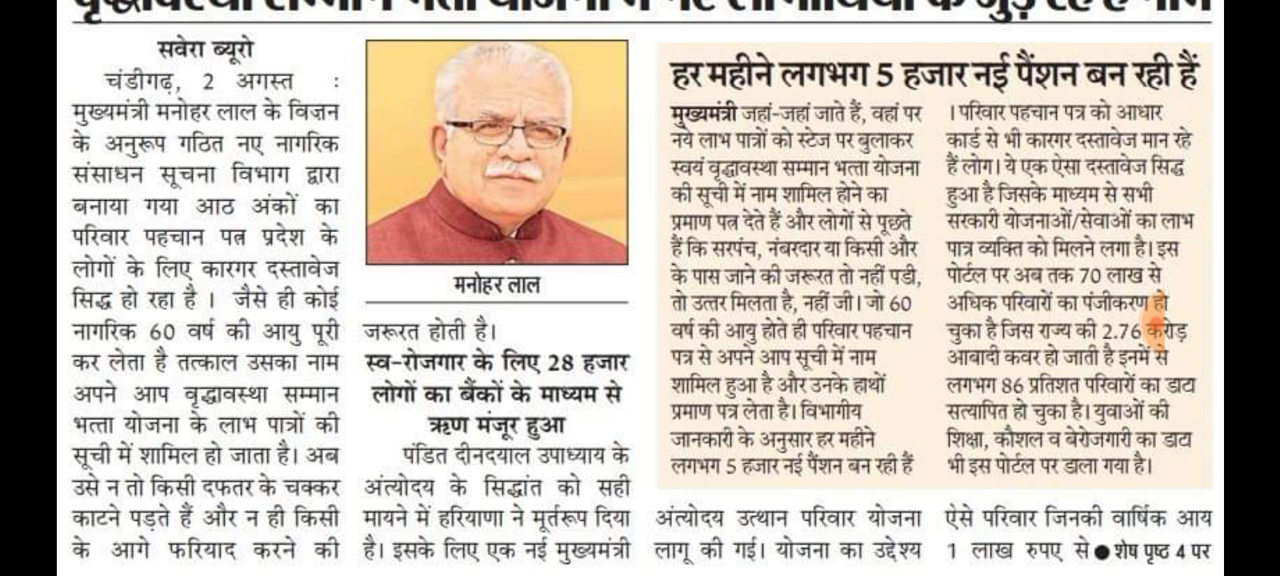 वृद्धावस्था सम्मान भत्ता योजना में
सवेरा ब्यूरो
चंडीगढ़, 2 अगस्त :
मुख्यमंत्री मनोहर लाल के विज़न
के अनुरूप गठित नए नागरिक
संसाधन सूचना विभाग द्वारा
बनाया गया आठ अंकों का
परिवार पहचान पत्र प्रदेश के
लोगों के लिए कारगर दस्तावेज
सिद्ध हो रहा है । जैसे ही कोई
नागरिक 60 वर्ष की आयु पूरी
कर लेता है तत्काल उसका नाम
अपने आप वृद्धावस्था सम्मान
भत्ता योजना के लाभ पात्रों की
सूची में शामिल हो जाता है। अब
उसे न तो किसी दफतर के चक्कर
काटने पड़ते हैं और न ही किसी
के आगे फरियाद करने की
मनोहर लाल
जरूरत होती है।
स्व-रोजगार के लिए 28 हजार
लोगों का बैंकों के माध्यम से
ऋण मंजूर हुआ
पंडित दीनदयाल उपाध्याय के
अंत्योदय के सिद्धांत को सही
मायने में हरियाणा ने मूर्तरूप दिया
है। इसके लिए एक नई मुख्यमंत्री
हर महीने लगभग 5 हजार नई पैंशन बन रही हैं
मुख्यमंत्री जहां-जहां जाते हैं, वहां पर
नये लाभ पात्रों को स्टेज पर बुलाकर
स्वयं वृद्धावस्था सम्मान भत्ता योजना
की सूची में नाम शामिल होने का
प्रमाण पत्र देते हैं और लोगों से पूछते
हैं कि सरपंच, नंबरदार या किसी और
के पास जाने की जरूरत तो नहीं पडी,
तो उत्तर मिलता है, नहीं जी। जो 60
वर्ष की आयु होते ही परिवार पहचान
पत्र से अपने आप सूची में नाम
शामिल हुआ है और उनके हाथों
प्रमाण पत्र लेता है। विभागीय
जानकारी के अनुसार हर महीने
लगभग 5 हजार नई पैंशन बन रही हैं
। परिवार पहचान पत्र को आधार
कार्ड से भी कारगर दस्तावेज मान रहे
हैं लोग। ये एक ऐसा दस्तावेज सिद्ध
हुआ है जिसके माध्यम से सभी
सरकारी योजनाओं/सेवाओं का लाभ
पात्र व्यक्ति को मिलने लगा है। इस
पोर्टल पर अब तक 70 लाख से
अधिक परिवारों का पंजीकरण हो
चुका है जिस राज्य की 2.76 करोड़
आबादी कवर हो जाती है इनमें से
लगभग 86 प्रतिशत परिवारों का डाटा
सत्यापित हो चुका है। युवाओं की
शिक्षा, कौशल व बेरोजगारी का डाटा
भी इस पोर्टल पर डाला गया है।
अंत्योदय उत्थान परिवार योजना
लागू की गई। योजना का उद्देश्य
ऐसे परिवार जिनकी वार्षिक आय
1 लाख रुपए से ● शेष पृष्ठ 4 पर